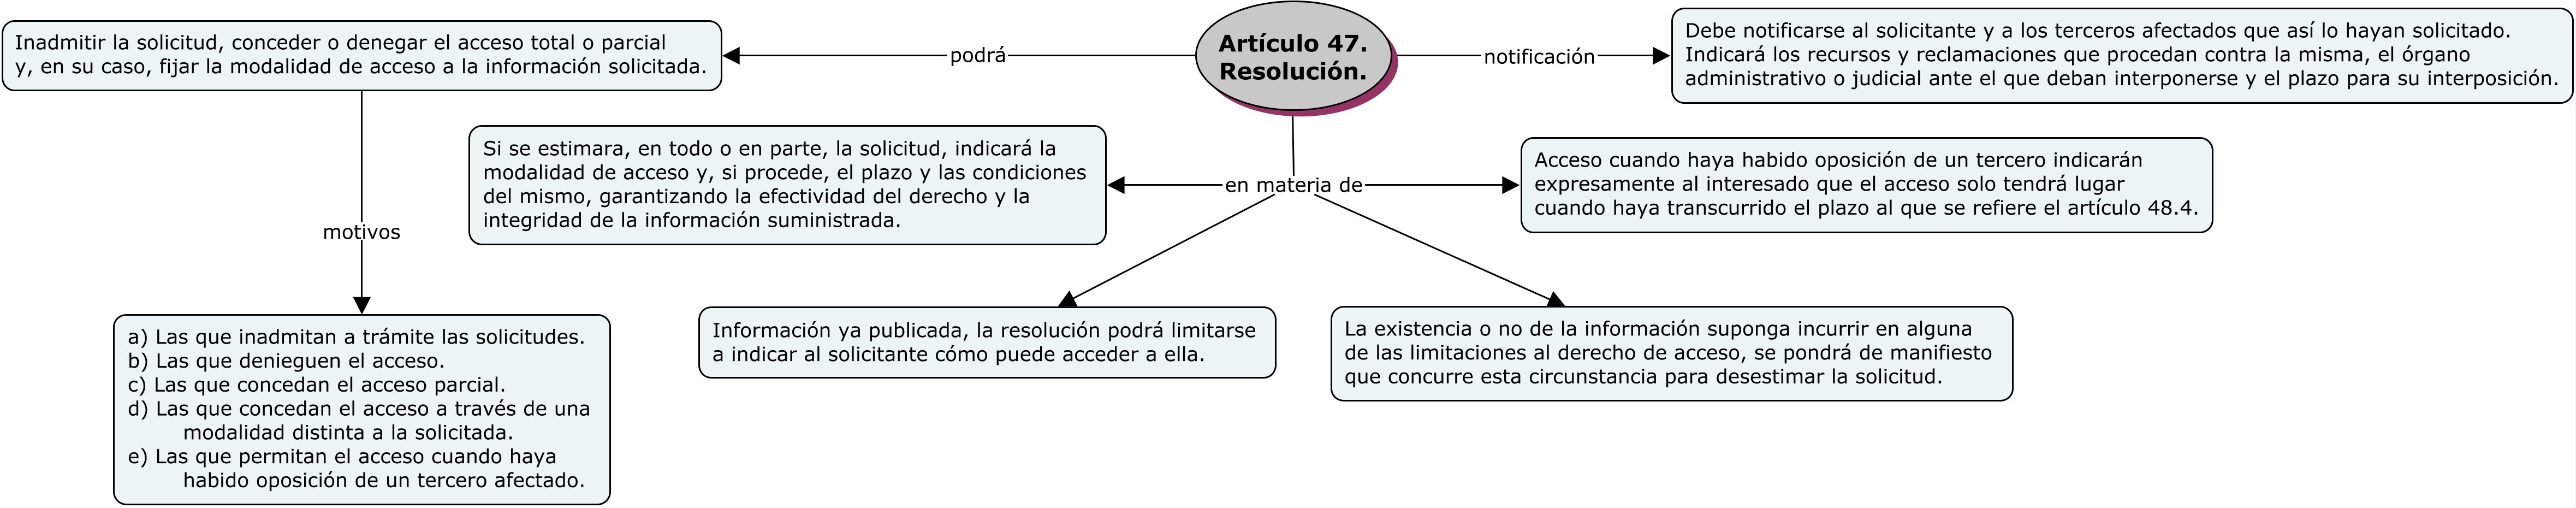 Artículo 47.
Resolución.
podrá
Inadmitir la solicitud, conceder o denegar el acceso total o parcial
y, en su caso, fijar la modalidad de acceso a la información solicitada.
motivos
a) Las que inadmitan a trámite las solicitudes.
b) Las que denieguen el acceso.
c) Las que concedan el acceso parcial.
d) Las que concedan el acceso a través de una
modalidad distinta a la solicitada.
e) Las que permitan el acceso cuando haya
habido oposición de un tercero afectado.
notificación
Debe notificarse al solicitante y a los terceros afectados que así lo hayan solicitado.
Indicará los recursos y reclamaciones que procedan contra la misma, el órgano
administrativo o judicial ante el que deban interponerse y el plazo para su interposición.
en materia de
Si se estimara, en todo o en parte, la solicitud, indicará la
modalidad de acceso y, si procede, el plazo y las condiciones
del mismo, garantizando la efectividad del derecho y la
integridad de la información suministrada.
Acceso cuando haya habido oposición de un tercero indicarán
expresamente al interesado que el acceso solo tendrá lugar
cuando haya transcurrido el plazo al que se refiere el artículo 48.4.
Información ya publicada, la resolución podrá limitarse
a indicar al solicitante cómo puede acceder a ella.
La existencia o no de la información suponga incurrir en alguna
de las limitaciones al derecho de acceso, se pondrá de manifiesto
que concurre esta circunstancia para desestimar la solicitud.